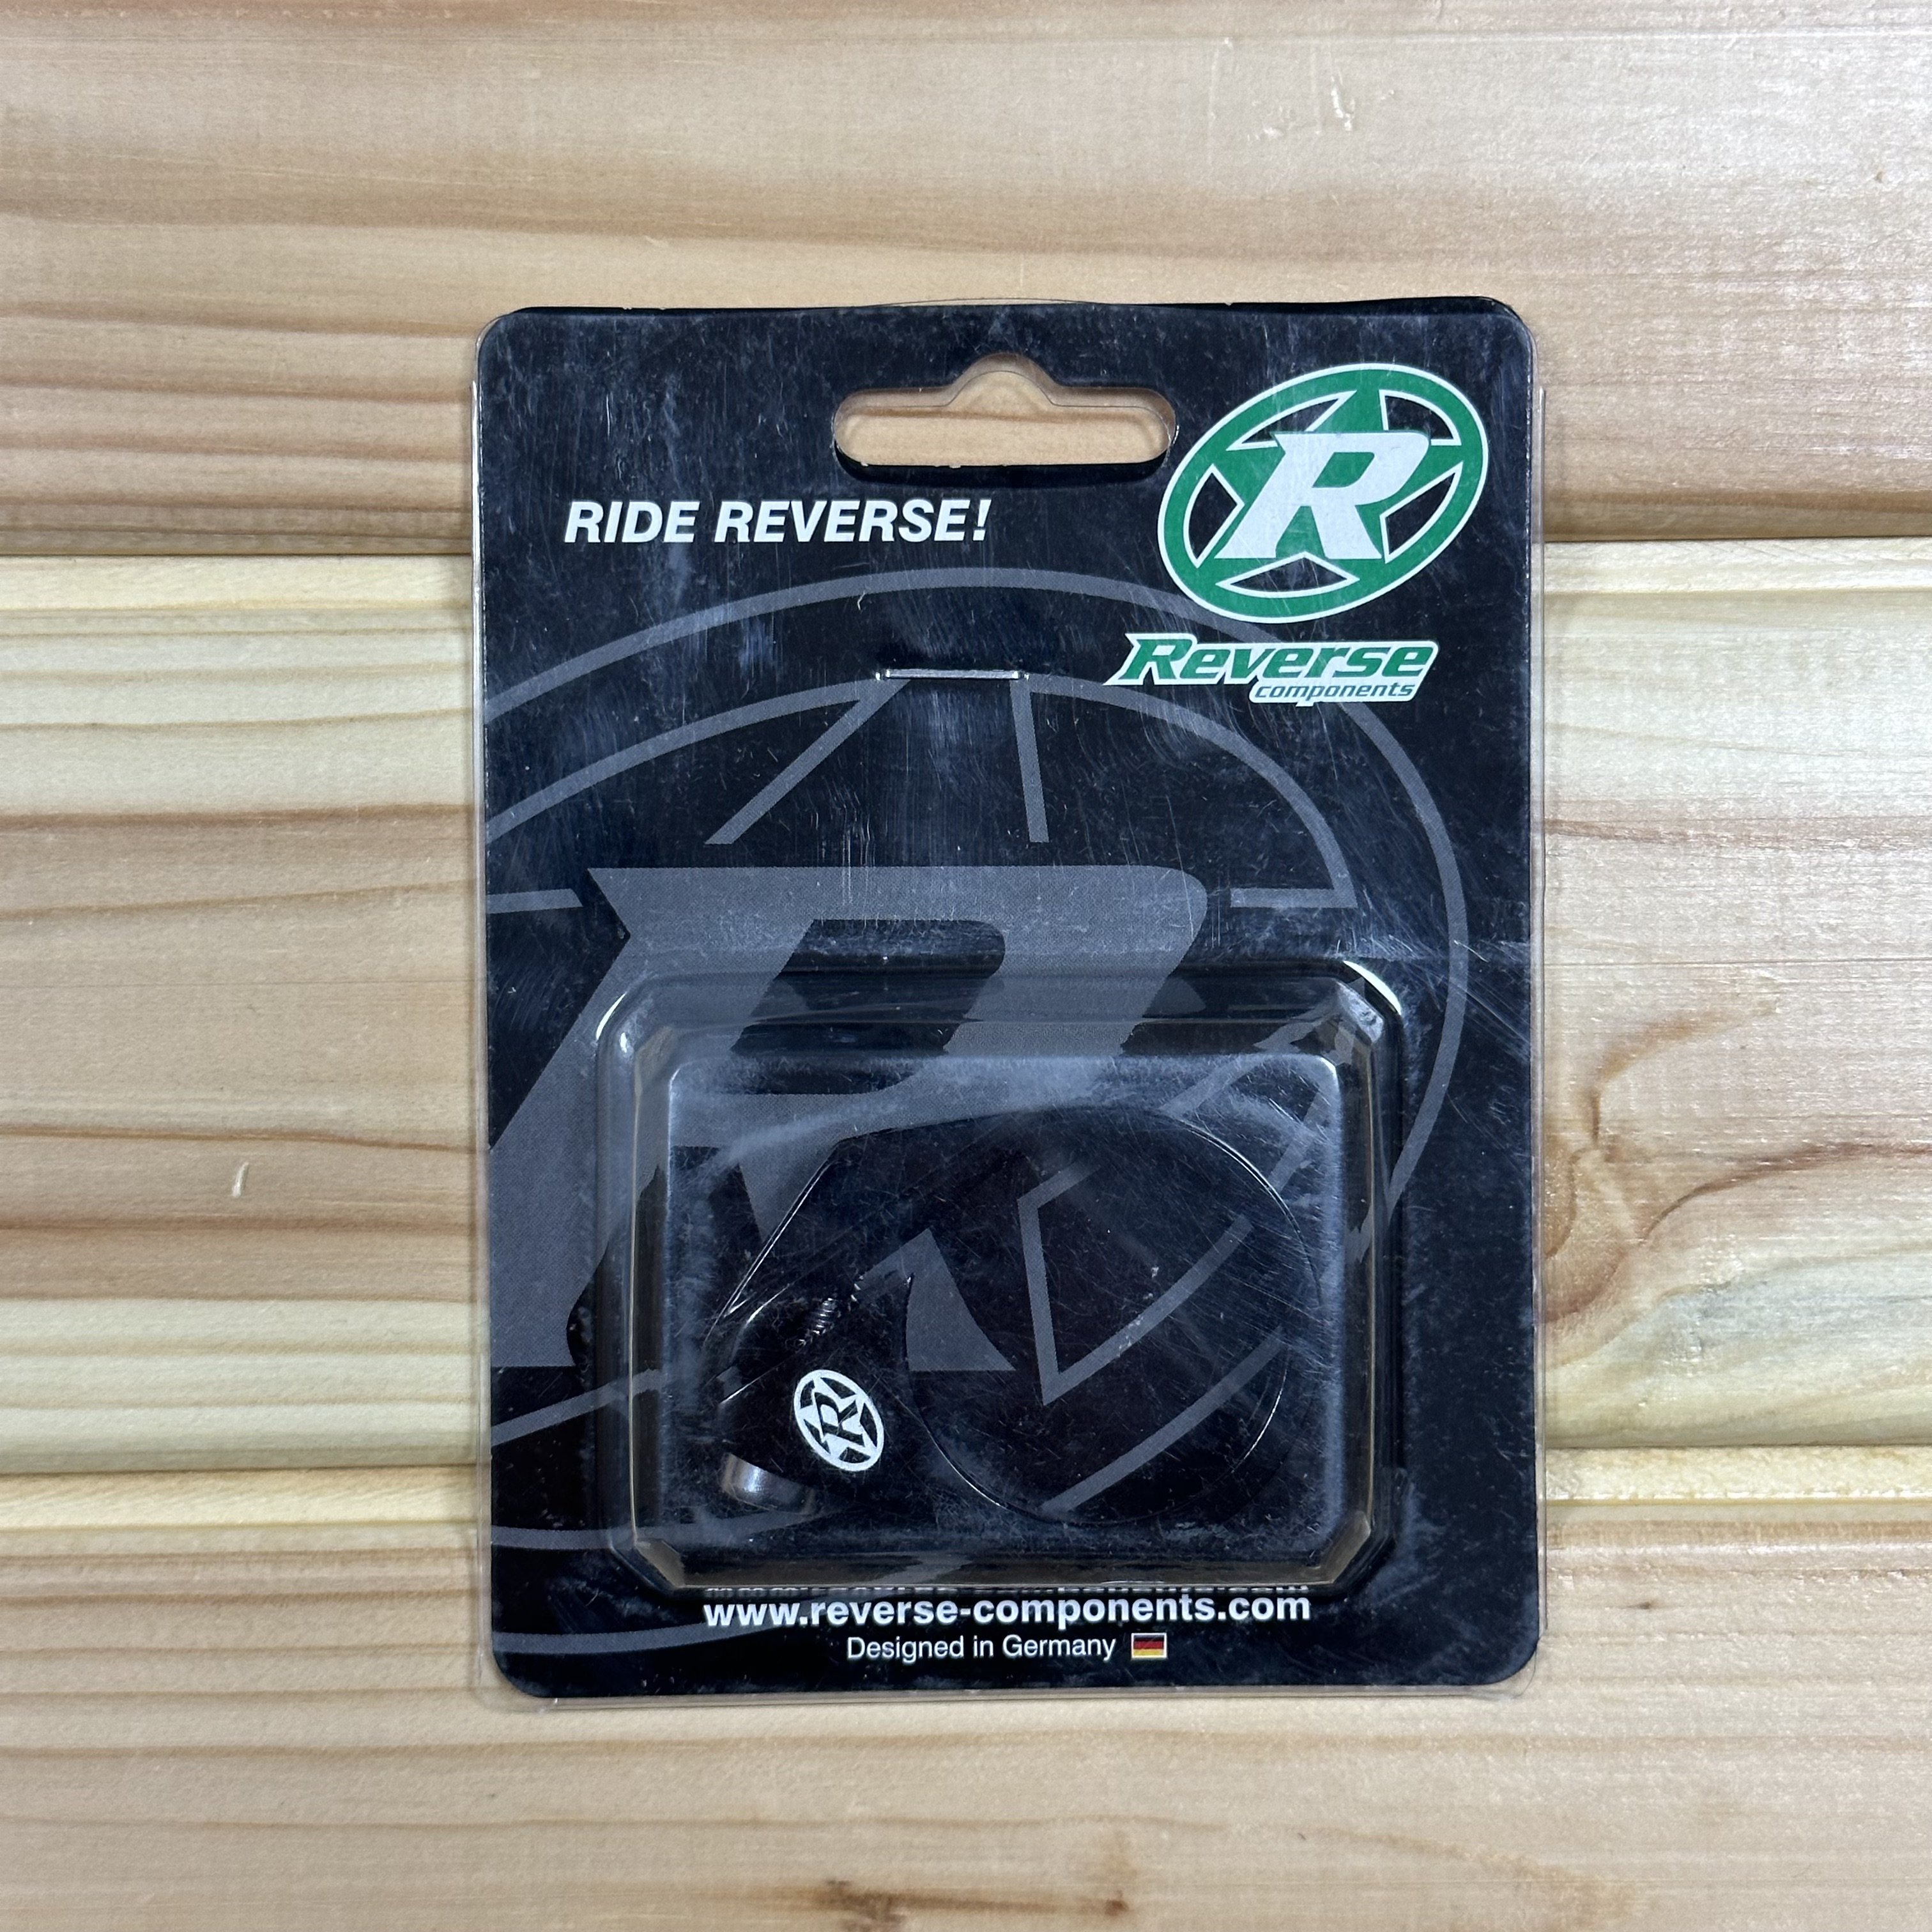 RIDE REVERSE!
R
Reverse
components
R
R
www.reverse-components.com
Designed in Germany